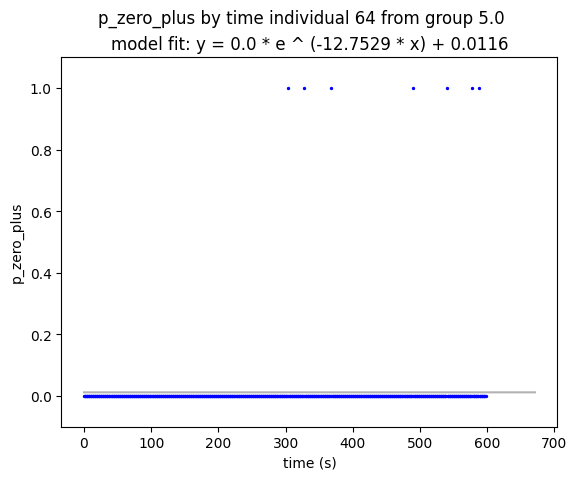 p_zero_plus by time individual 64 from group 5.0
model fit: y = 0.0 * e ^ (-12.7529 * x) + 0.0116
1.0
0.8
0.6
0.4
0.2
0.0
p_zero_plus
0 100 200 300 400 500 600 700
time (s)